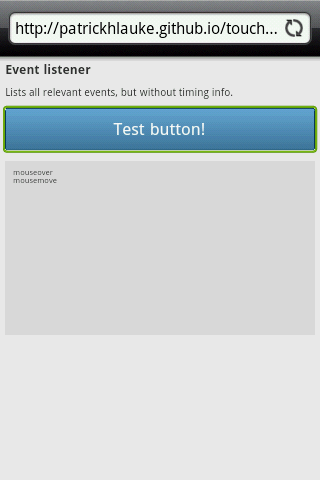 http://patrickhlauke.github.io/touch...
Event listener
Lists all relevant events, but without timing info.
Test button!
mouseover
mousemove